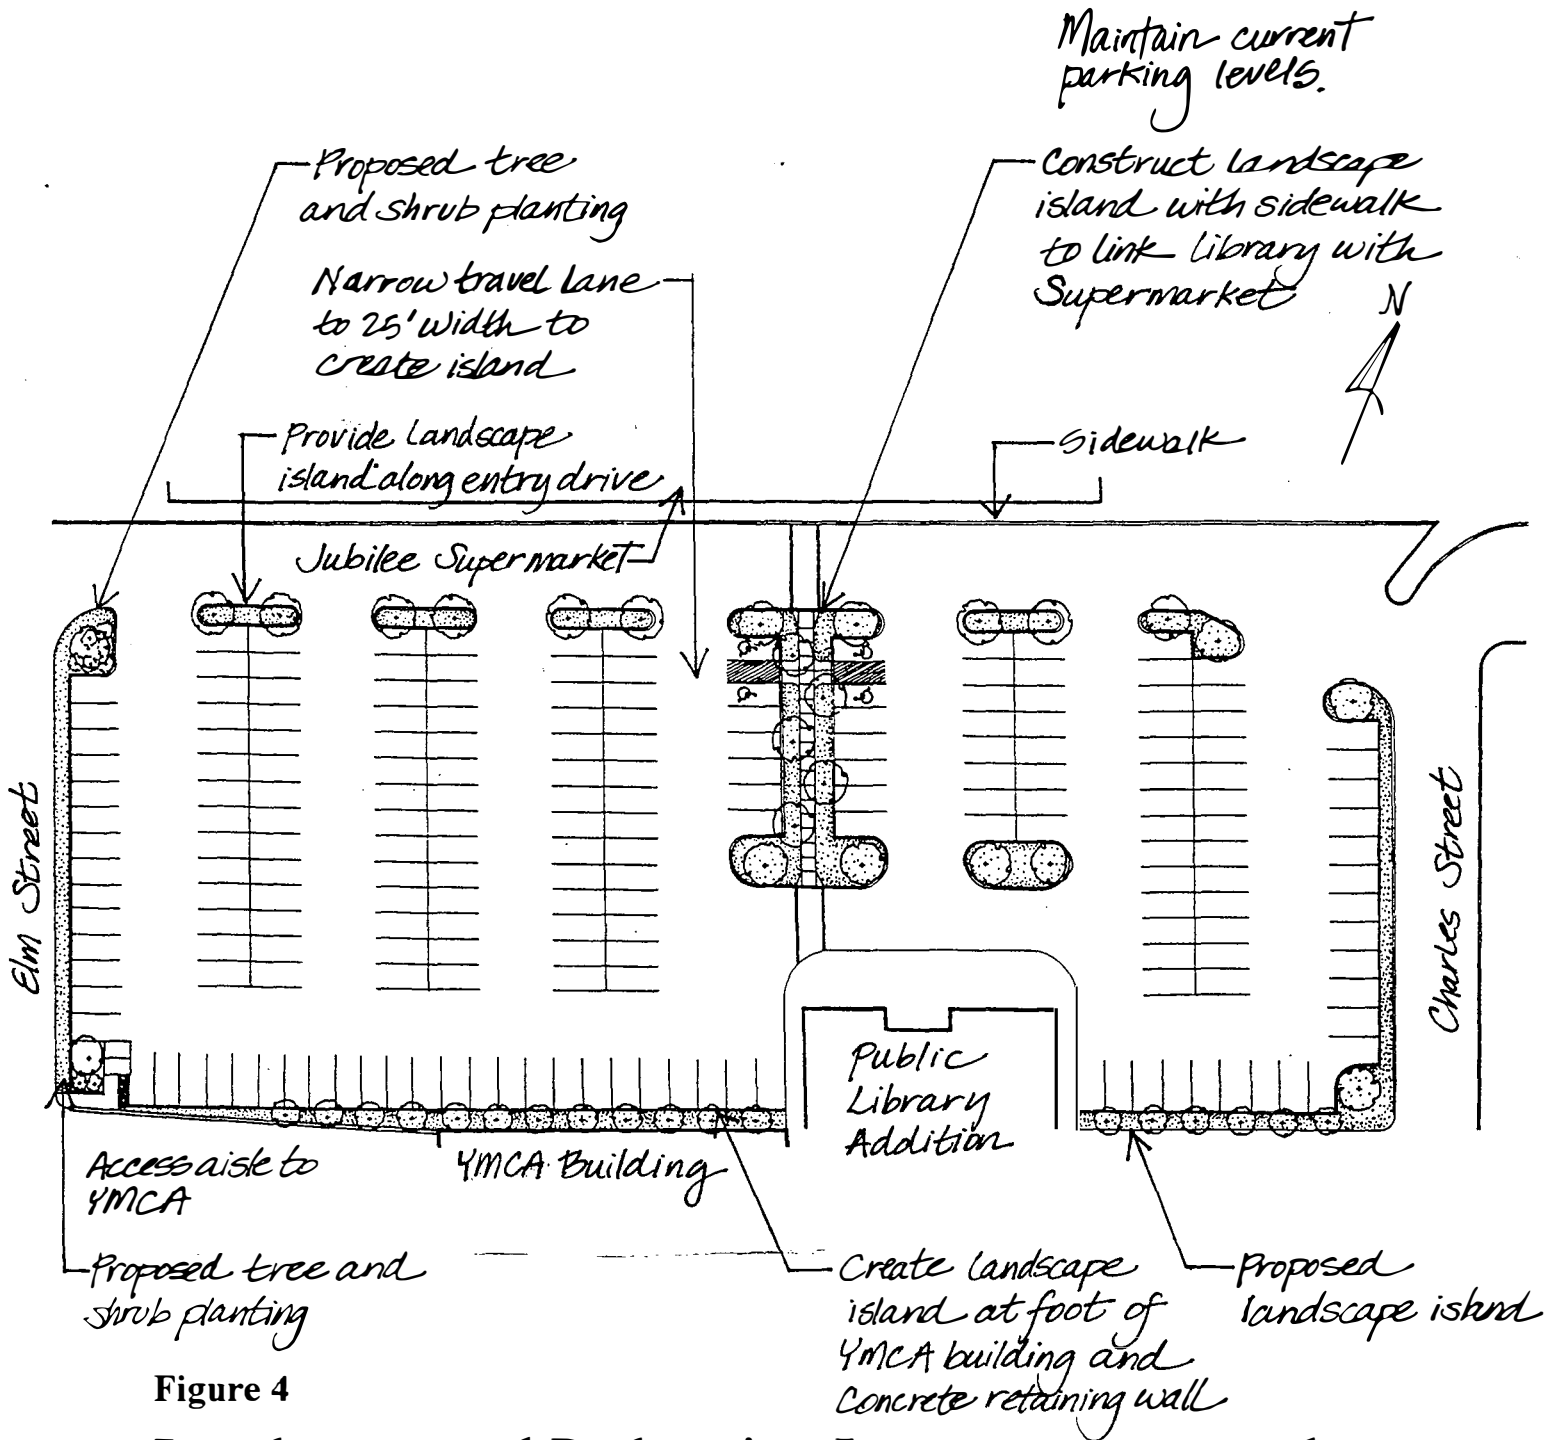 Maintain current
parking levels.
Proposed tree
and shrub planting
Construct landscape
island with sidewalk
to link library with
Supermarket
N
Narrow travel lane
to 25' width to
create island
Provide landscape
island along entry drive
Sidewalk
Jubilee Supermarket
Elm Street
Charles Street
Public
Library
Addition
Access aisle to
YMCA
YMCA Building
Proposed tree and
shrub planting
Create landscape
island at foot of
YMCA building and
concrete retaining wall
Proposed
landscape island
Figure 4